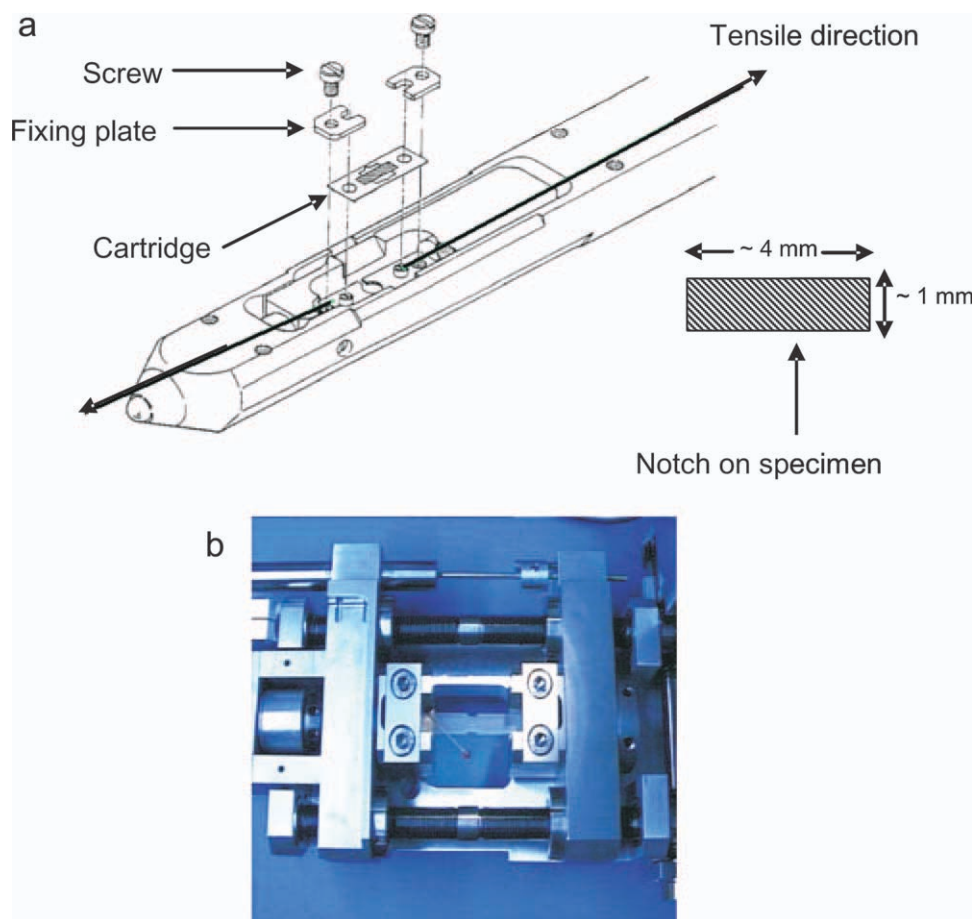 a
Screw
Fixing plate
Cartridge
Tensile direction
~ 4 mm
~ 1 mm
Notch on specimen
b